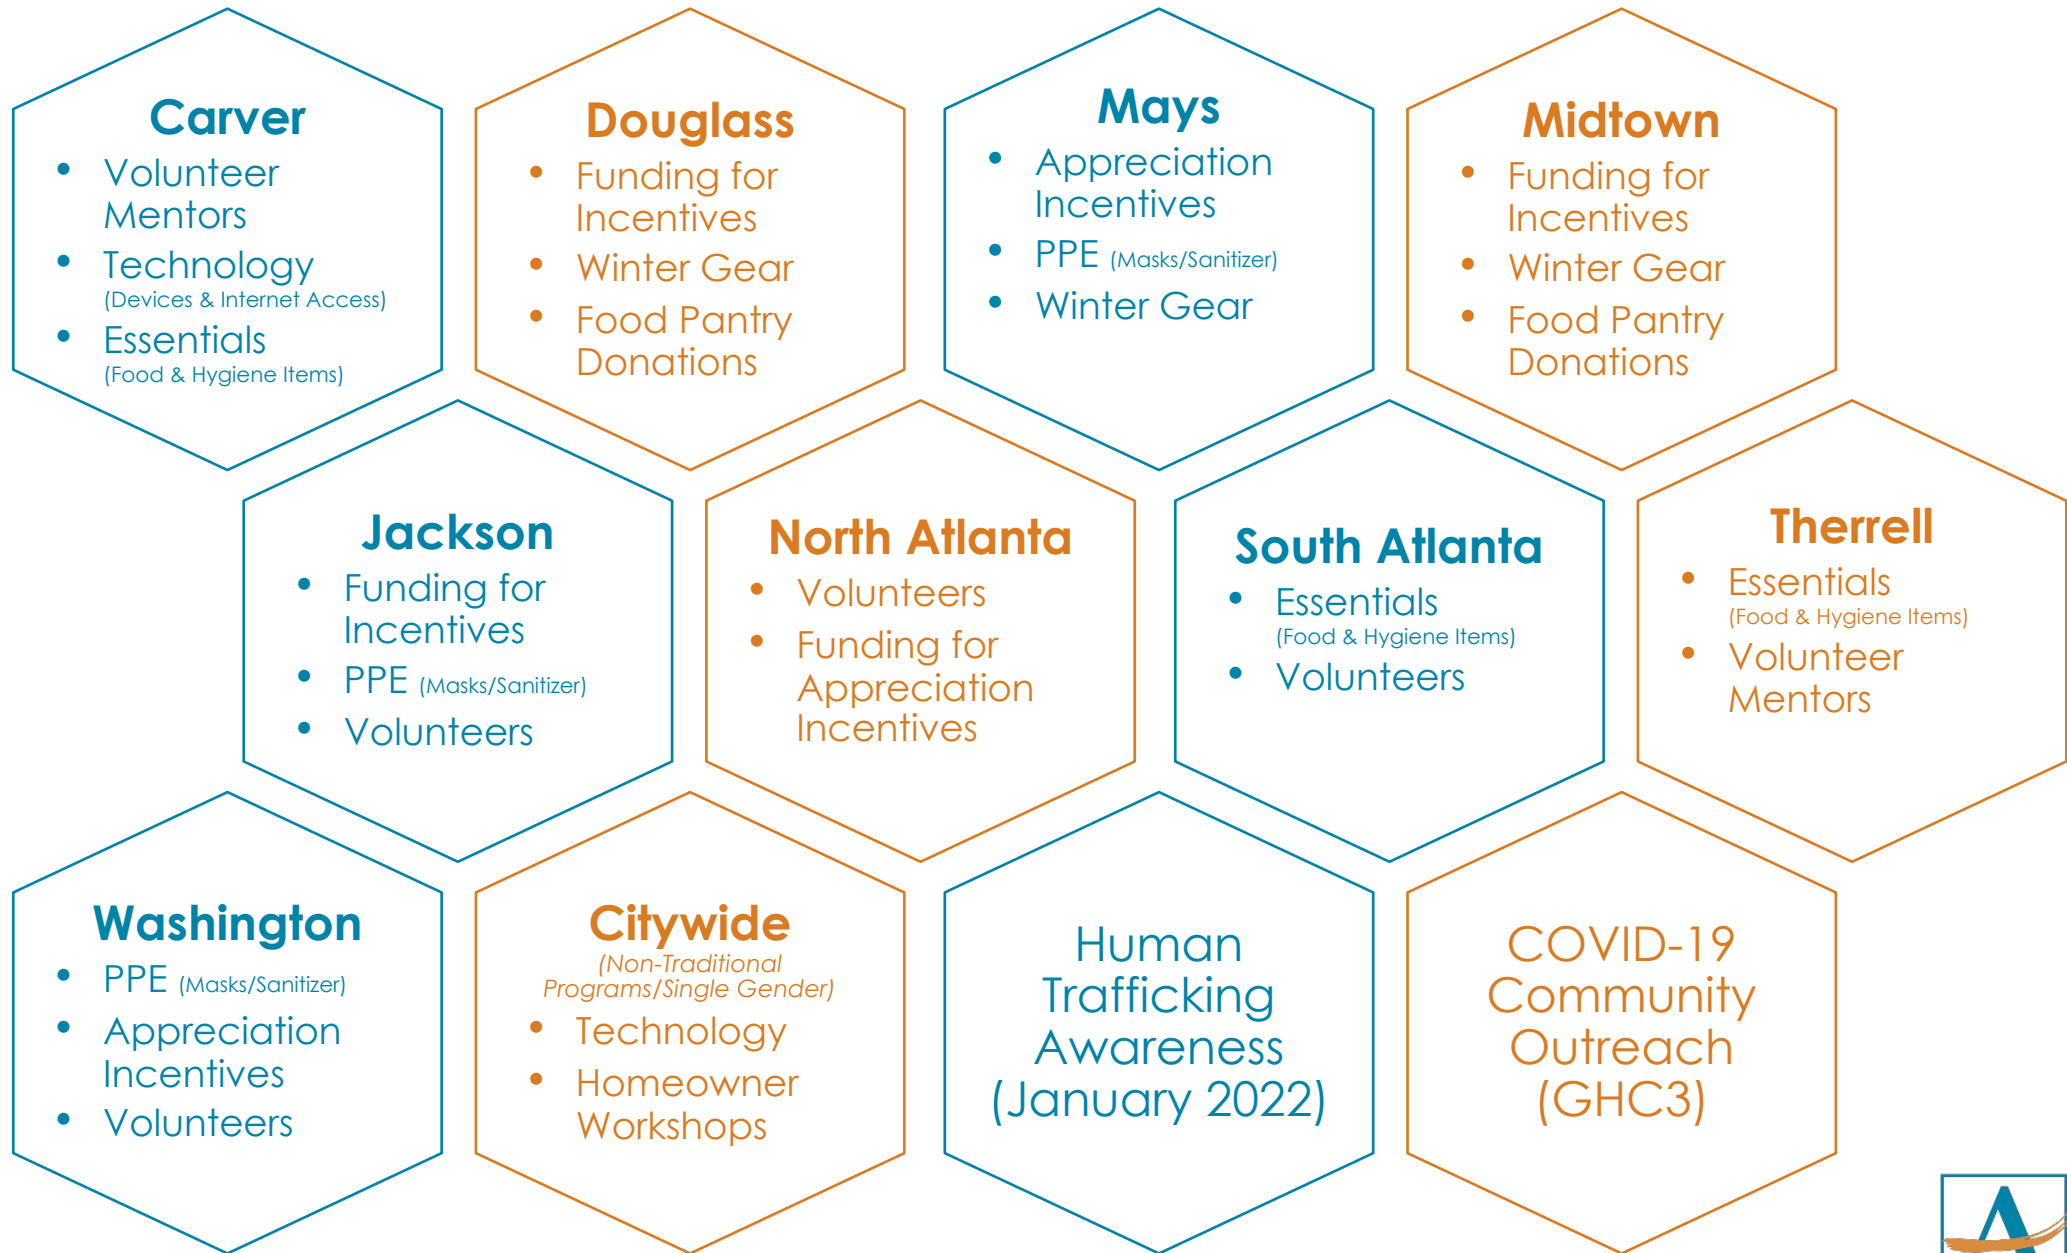 Carver
• Volunteer
Mentors
• Technology
(Devices & Internet Access)
• Essentials
(Food & Hygiene Items)
Douglass
• Funding for
Incentives
• Winter Gear
• Food Pantry
Donations
Mays
• Appreciation
Incentives
• PPE (Masks/Sanitizer)
• Winter Gear
Midtown
• Funding for
Incentives
• Winter Gear
• Food Pantry
Donations
Jackson
• Funding for
Incentives
• PPE (Masks/Sanitizer)
• Volunteers
North Atlanta
• Volunteers
• Funding for
Appreciation
Incentives
South Atlanta
• Essentials
(Food & Hygiene Items)
• Volunteers
Therrell
• Essentials
(Food & Hygiene Items)
• Volunteer
Mentors
Washington
• PPE (Masks/Sanitizer)
• Appreciation
Incentives
• Volunteers
Citywide
(Non-Traditional
Programs/Single Gender)
• Technology
• Homeowner
Workshops
Human
Trafficking
Awareness
(January 2022)
COVID-19
Community
Outreach
(GHC3)
A